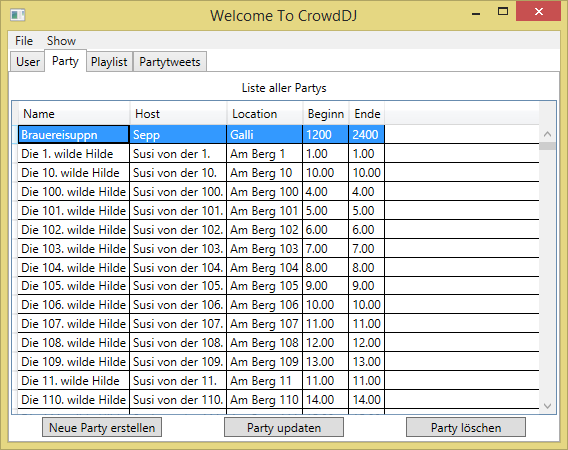 Welcome To CrowdDJ
File Show
User Party Playlist Partytweets
Liste aller Partys
Name Host Location Beginn Ende
Brauereisuppn Sepp Galli 1200 2400
Die 1. wilde Hilde Susi von der 1. Am Berg 1 1.00 1.00
Die 10. wilde Hilde Susi von der 10. Am Berg 10 10.00 10.00
Die 100. wilde Hilde Susi von der 100. Am Berg 100 4.00 4.00
Die 101. wilde Hilde Susi von der 101. Am Berg 101 5.00 5.00
Die 102. wilde Hilde Susi von der 102. Am Berg 102 6.00 6.00
Die 103. wilde Hilde Susi von der 103. Am Berg 103 7.00 7.00
Die 104. wilde Hilde Susi von der 104. Am Berg 104 8.00 8.00
Die 105. wilde Hilde Susi von der 105. Am Berg 105 9.00 9.00
Die 106. wilde Hilde Susi von der 106. Am Berg 106 10.00 10.00
Die 107. wilde Hilde Susi von der 107. Am Berg 107 11.00 11.00
Die 108. wilde Hilde Susi von der 108. Am Berg 108 12.00 12.00
Die 109. wilde Hilde Susi von der 109. Am Berg 109 13.00 13.00
Die 11. wilde Hilde Susi von der 11. Am Berg 11 11.00 11.00
Die 110. wilde Hilde Susi von der 110. Am Berg 110 14.00 14.00
Neue Party erstellen Party updaten Party löschen